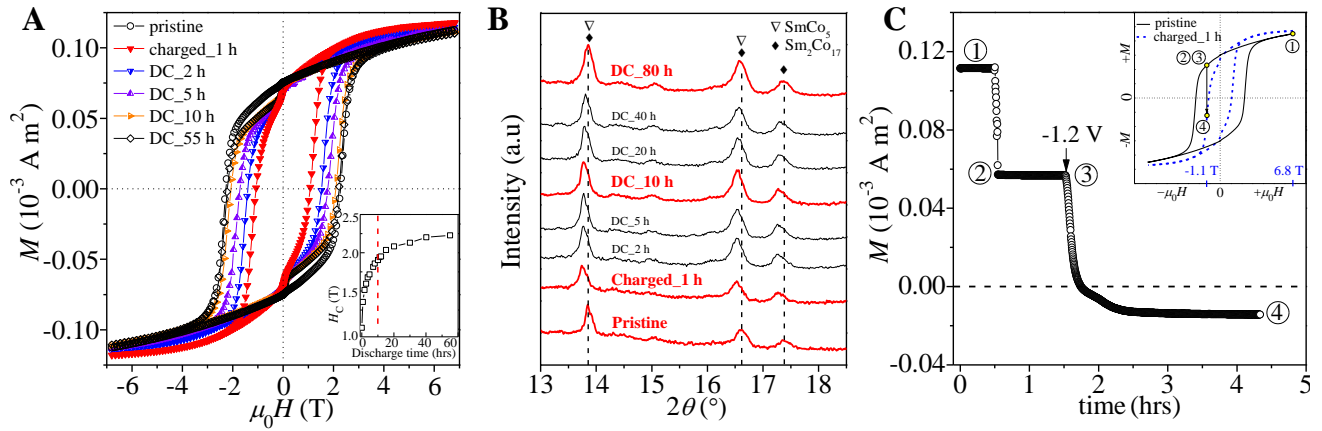 A
pristine
charged_1 h
DC_2 h
DC_5 h
DC_10 h
DC_55 h
M (10⁻³ A m²)
0.10
0.05
0.00
-0.05
-0.10
-6
-4
-2
0
2
4
6
μ₀H (T)
2.5
2.0
1.5
1.0
H_C (T)
0
20
40
60
Discharge time (hrs)
B
SmCo₅
Sm₂Co₁₇
DC_80 h
DC_40 h
DC_20 h
DC_10 h
DC_5 h
DC_2 h
Charged_1 h
Pristine
Intensity (a.u)
13
14
15
16
17
18
2θ (°)
C
M (10⁻³ A m²)
0.12
0.08
0.04
0.00
-0.04
①
②
-1.2 V
③
④
0
1
2
3
4
5
time (hrs)
pristine
charged_1 h
①
②③
④
+M
0
-M
-1.1 T
6.8 T
−μ₀H
0
+μ₀H